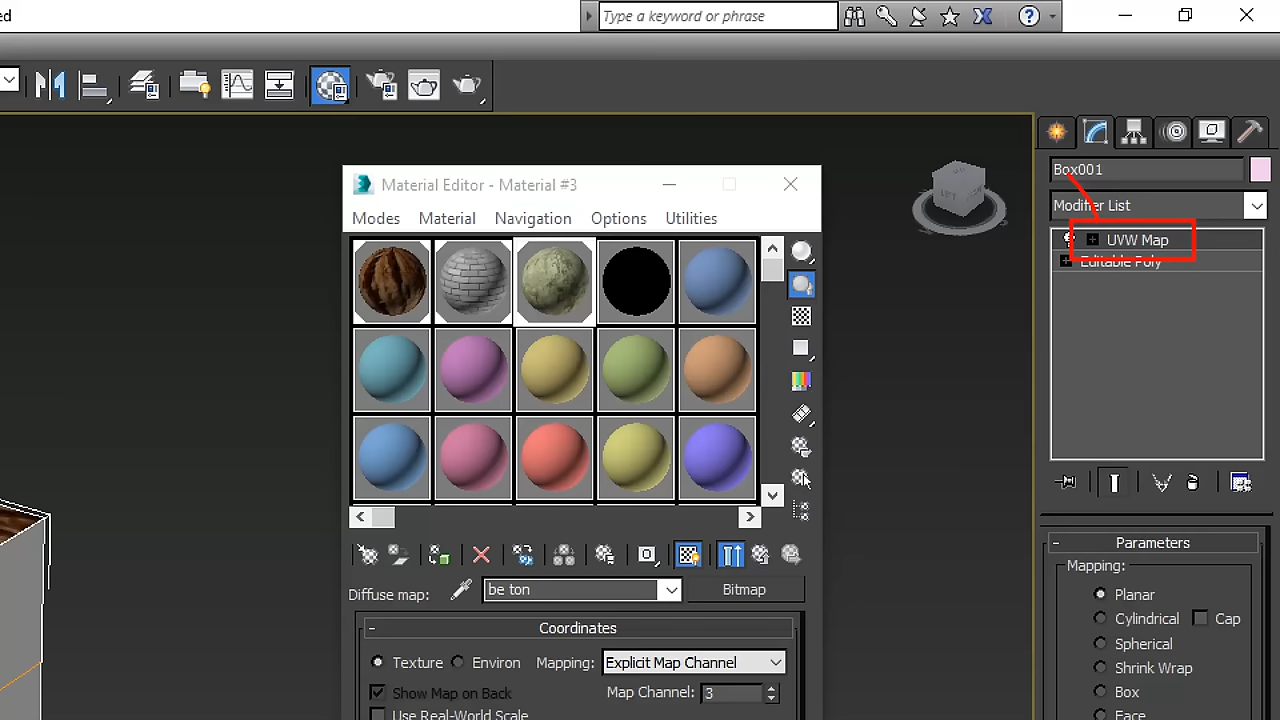 ed
Type a keyword or phrase
Box001
Modifier List
UVW Map
Editable Poly
Material Editor - Material #3
Modes Material Navigation Options Utilities
Diffuse map: be ton Bitmap
Coordinates
Texture Environ Mapping: Explicit Map Channel
Show Map on Back Map Channel: 3
Use Real-World Scale
Parameters
Mapping:
Planar
Cylindrical Cap
Spherical
Shrink Wrap
Box
Face